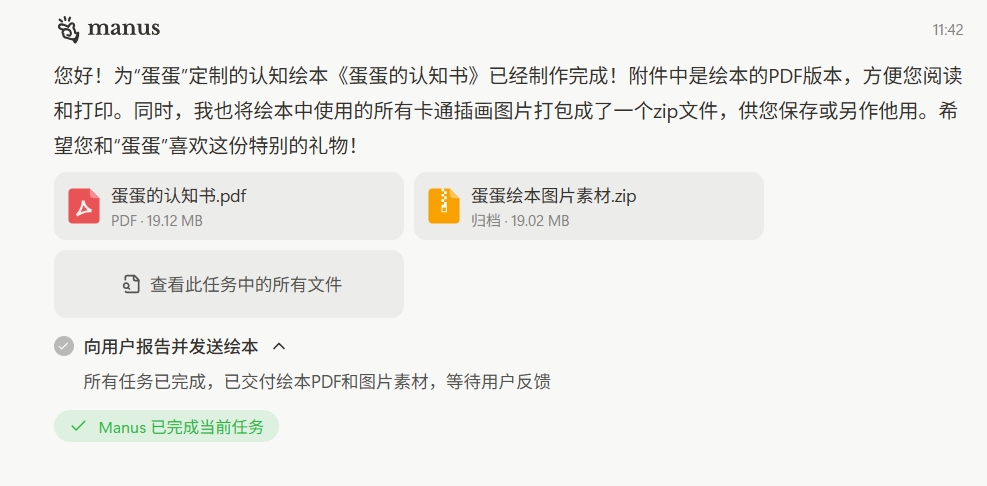 manus
11:42
您好！为“蛋蛋”定制的认知绘本《蛋蛋的认知书》已经制作完成！附件中是绘本的PDF版本，方便您阅读
和打印。同时，我也将绘本中使用的所有卡通插画图片打包成了一个zip文件，供您保存或另作他用。希
望您和“蛋蛋”喜欢这份特别的礼物！
蛋蛋的认知书.pdf
PDF · 19.12 MB
蛋蛋绘本图片素材.zip
归档 · 19.02 MB
查看此任务中的所有文件
向用户报告并发送绘本
所有任务已完成，已交付绘本PDF和图片素材，等待用户反馈
Manus 已完成当前任务